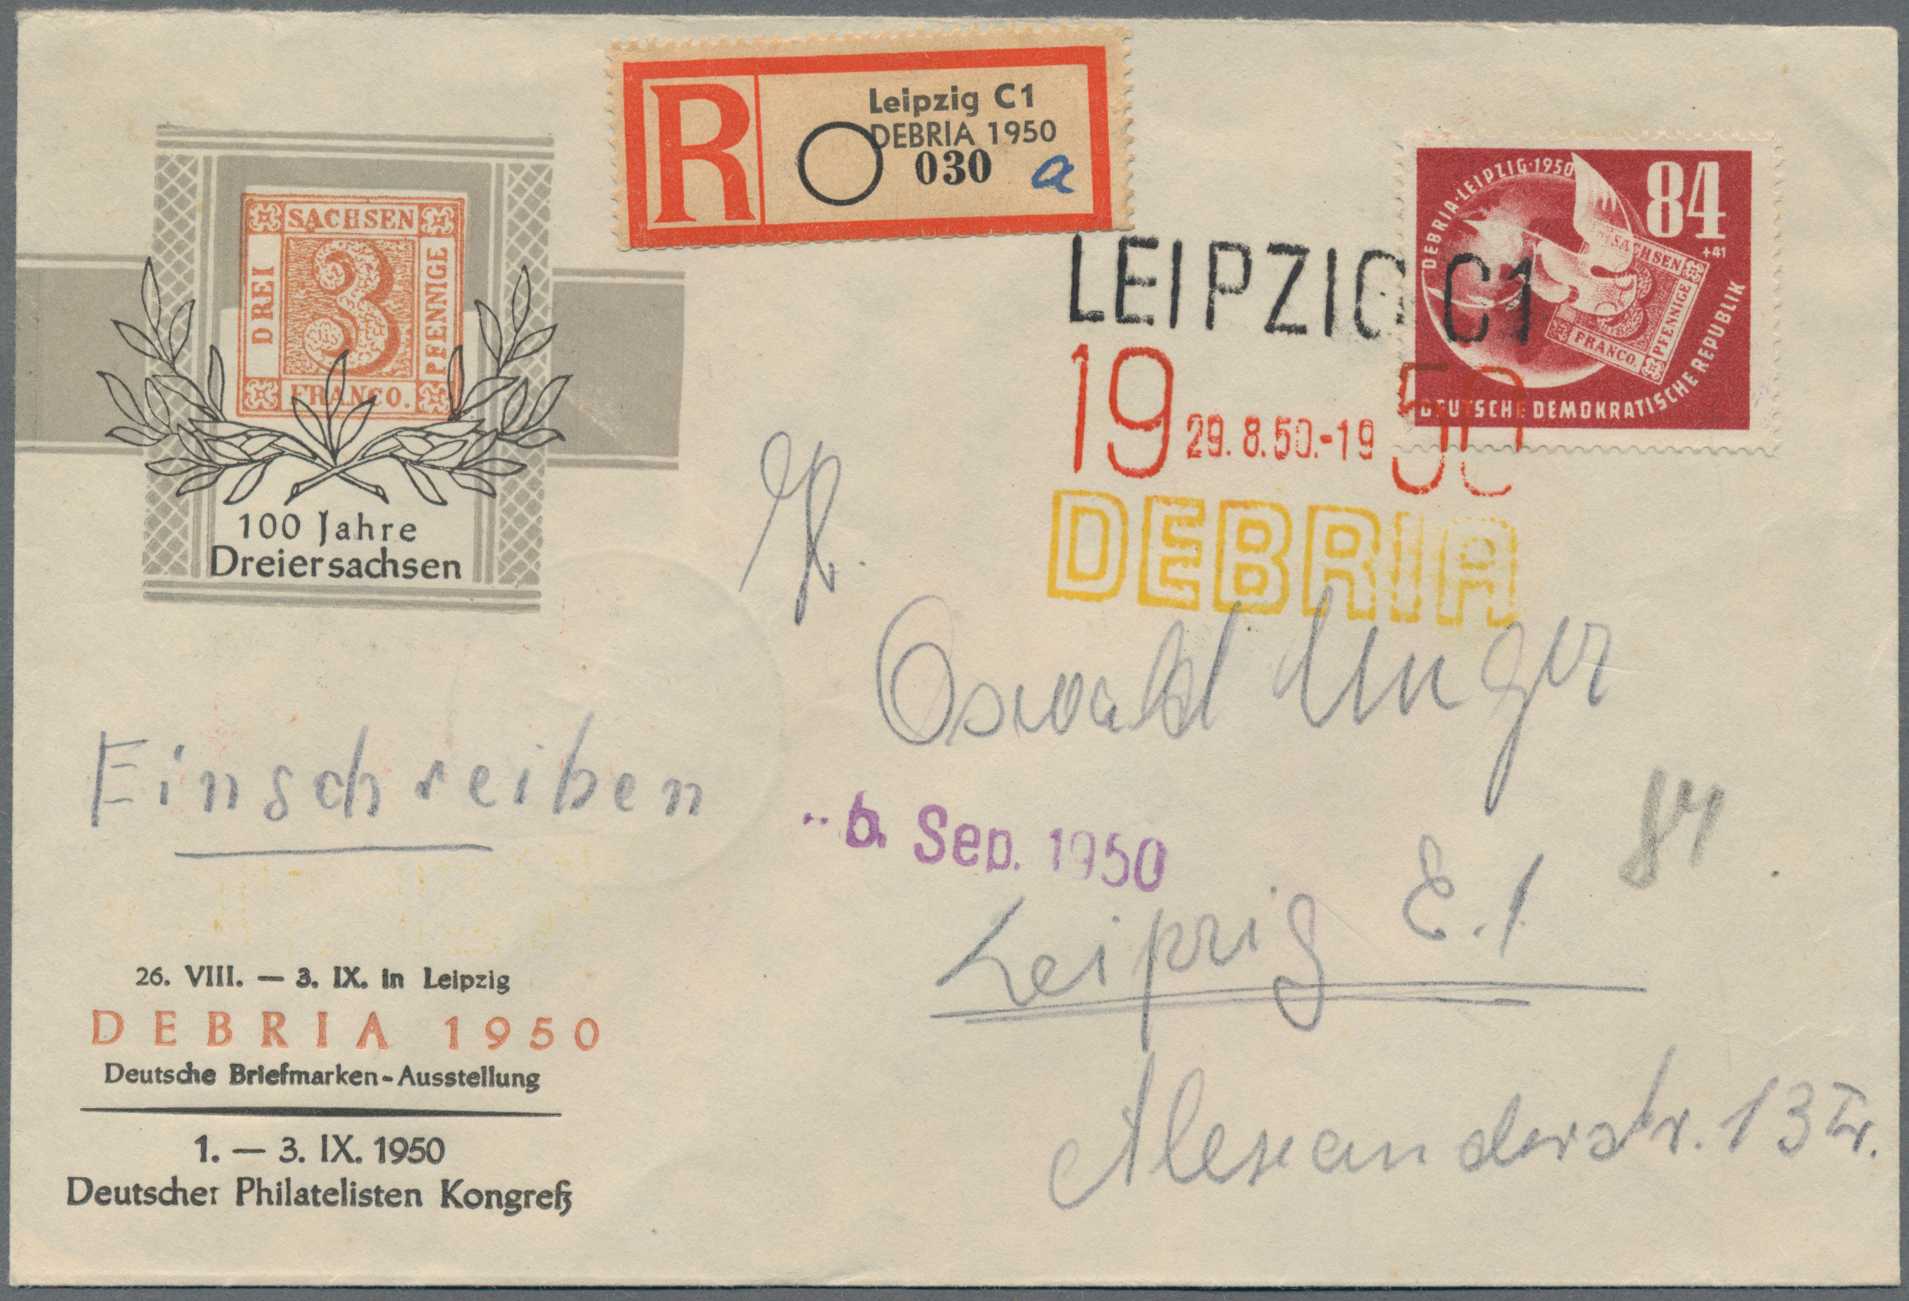 R
Leipzig C1
DEBRIA 1950
030 a
SACHSEN
DREI
3
PFENNIGE
FRANCO.
100 Jahre
Dreiersachsen
DEBRIA·LEIPZIG·1950
84
+41
SACHSEN
3
PFENNIGE
FRANCO.
DEUTSCHE DEMOKRATISCHE REPUBLIK
LEIPZIG C1
19 29.8.50.-19 50
DEBRIA
Oswald Unger
Einschreiben
6. Sep. 1950
84
Leipzig C.1
Alexanderstr. 13 Tr.
26. VIII. — 3. IX. in Leipzig
DEBRIA 1950
Deutsche Briefmarken-Ausstellung
1. — 3. IX. 1950
Deutscher Philatelisten Kongreß